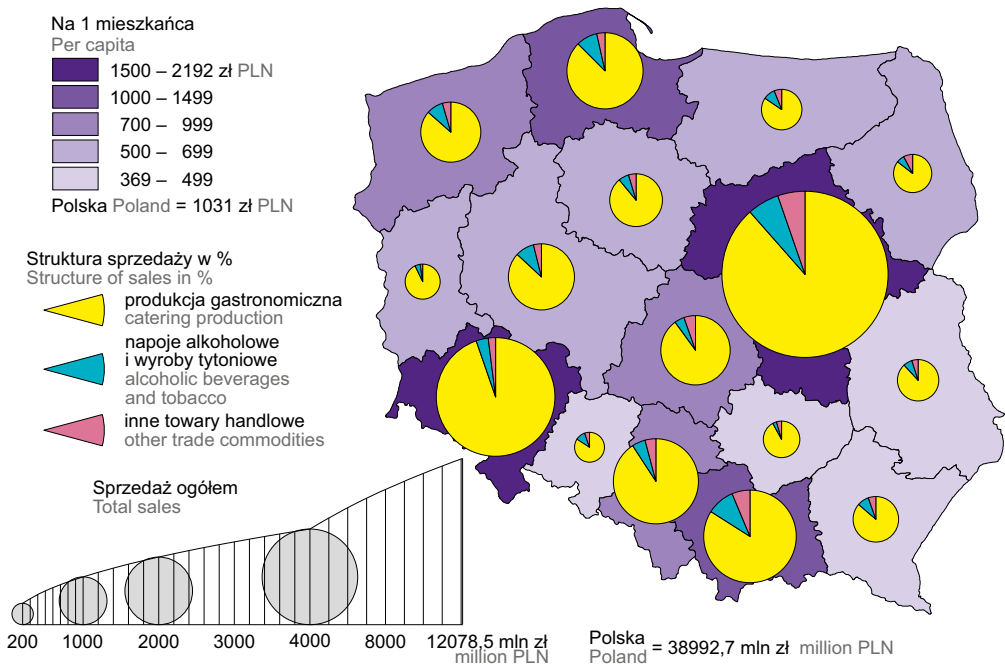 Na 1 mieszkańca
Per capita
1500 – 2192 zł PLN
1000 – 1499
700 – 999
500 – 699
369 – 499
Polska Poland = 1031 zł PLN
Struktura sprzedaży w %
Structure of sales in %
produkcja gastronomiczna
catering production
napoje alkoholowe
i wyroby tytoniowe
alcoholic beverages
and tobacco
inne towary handlowe
other trade commodities
Sprzedaż ogółem
Total sales
200 1000 2000 3000 4000 8000 12078,5 mln zł
million PLN
Polska
Poland = 38992,7 mln zł million PLN